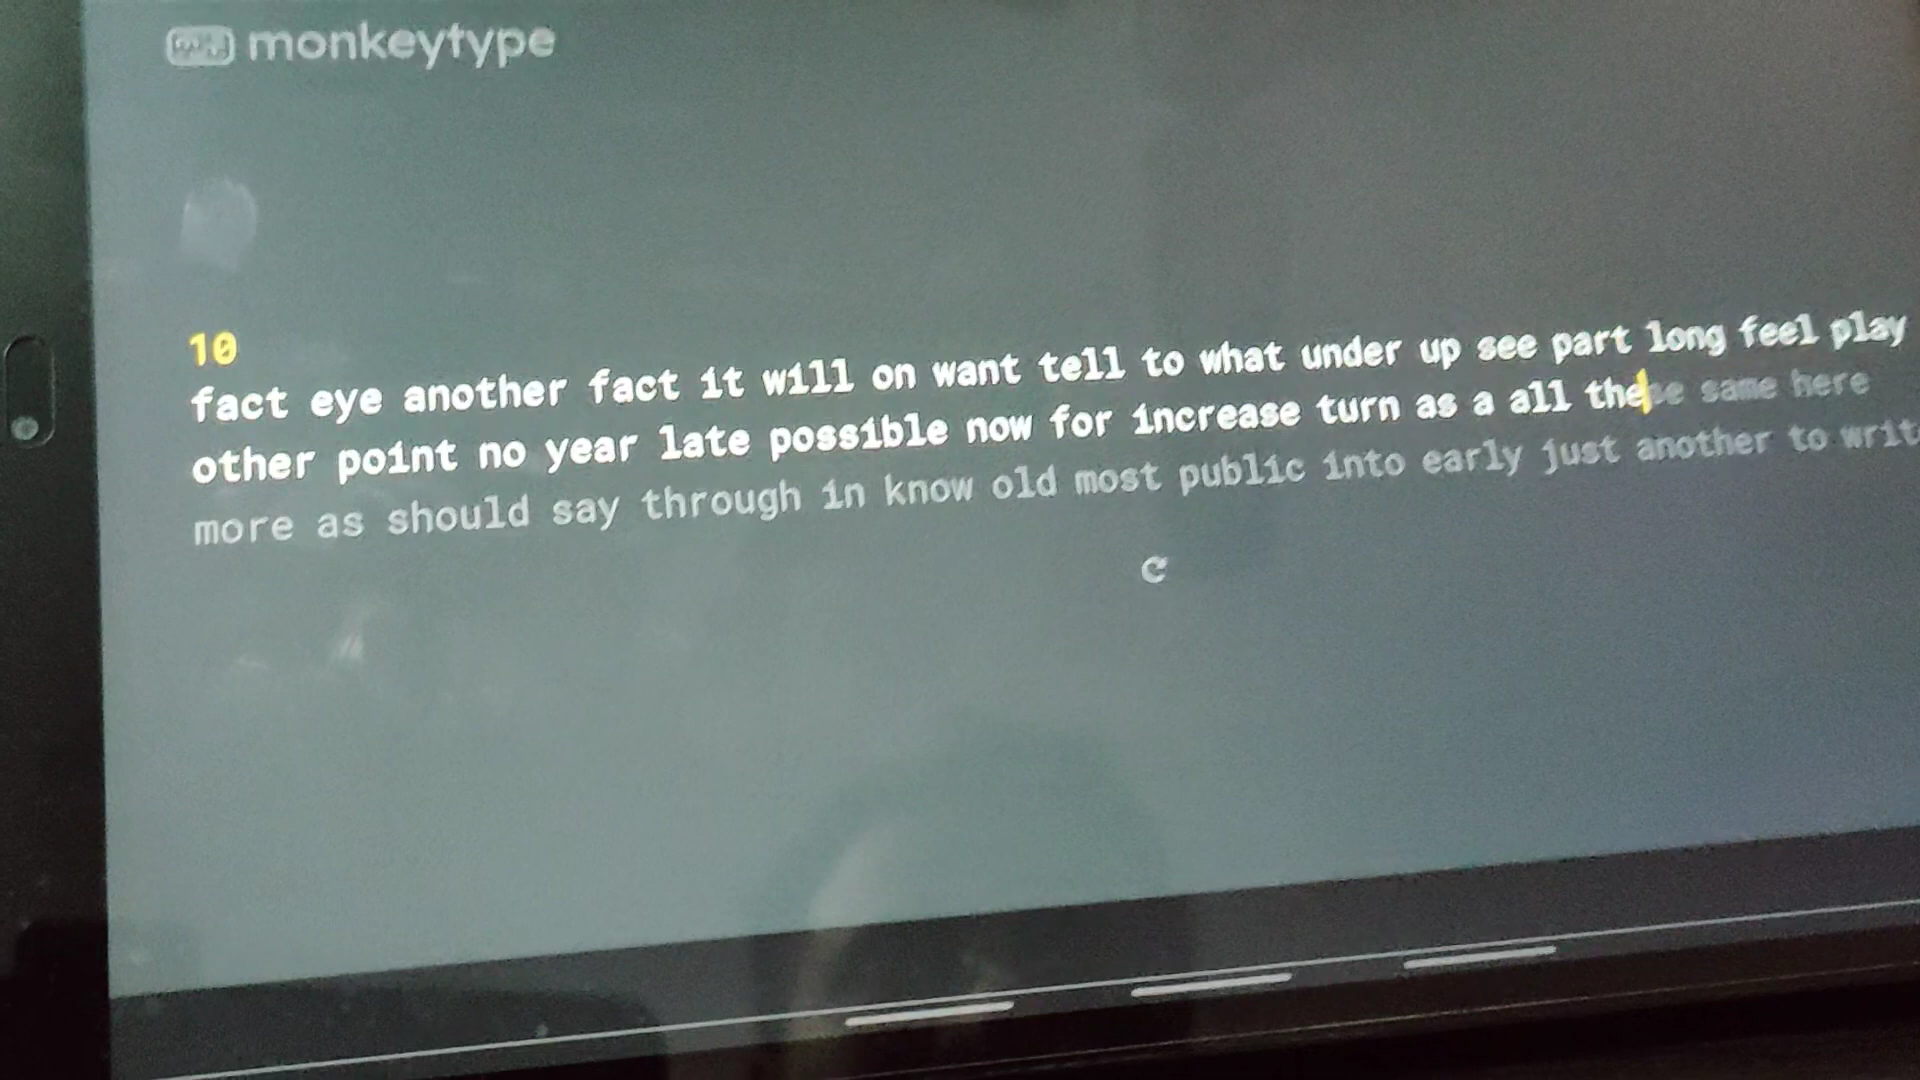 monkeytype
10
fact eye another fact it will on want tell to what under up see part long feel play
other point no year late possible now for increase turn as a all these same here
more as should say through in know old most public into early just another to